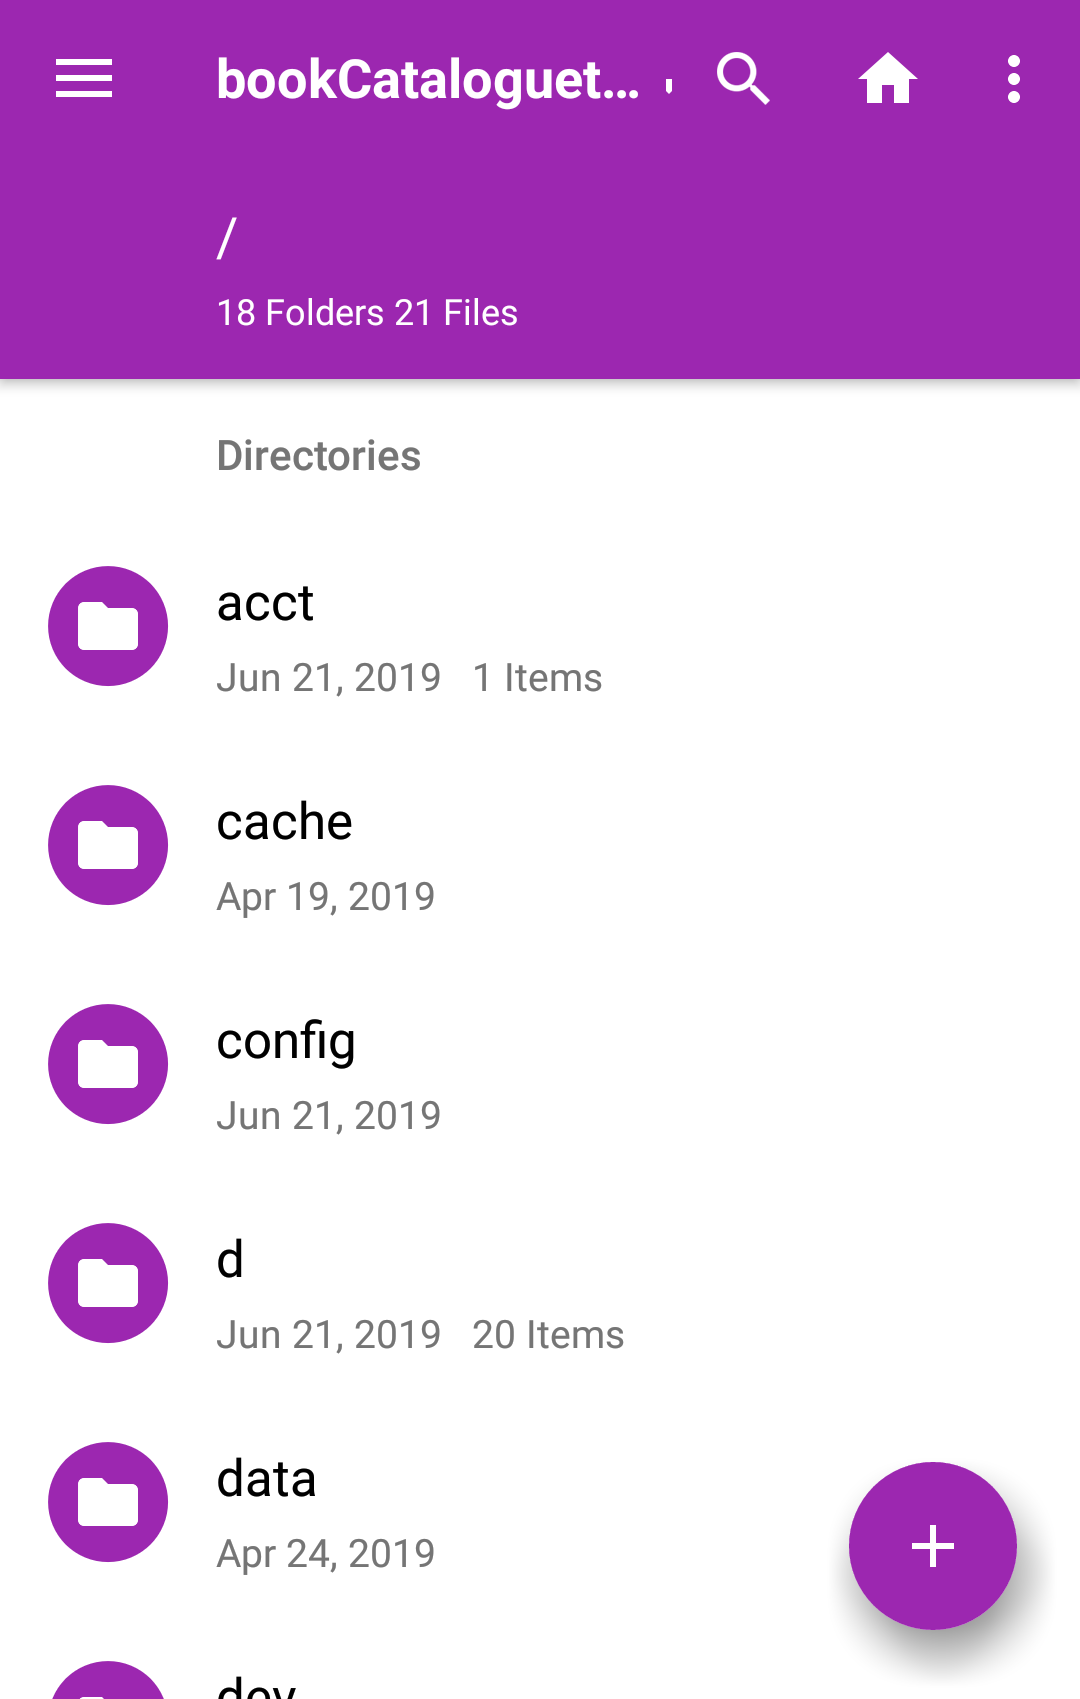 bookCataloguet...
/
18 Folders 21 Files
Directories
acct
Jun 21, 2019 1 Items
cache
Apr 19, 2019
config
Jun 21, 2019
d
Jun 21, 2019 20 Items
data
Apr 24, 2019
dev